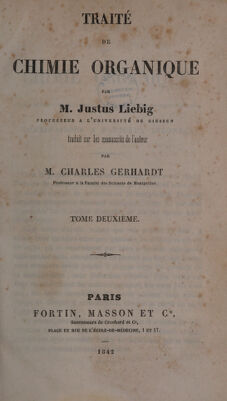 TRAITÉ
DE
CHIMIE ORGANIQUE
PAR
M. Justus Liebig
PROFESSEUR A L'UNIVERSITÉ DE GIESSEN
traduit sur les manuscrits de l'auteur
PAR
M. CHARLES GERHARDT
Professeur à la Faculté des Sciences de Montpellier.
TOME DEUXIÈME.
PARIS
FORTIN, MASSON ET Cie,
Successeurs de Crochard et Cie,
PLACE ET RUE DE L'ÉCOLE-DE-MÉDECINE, 1 ET 17.
1842